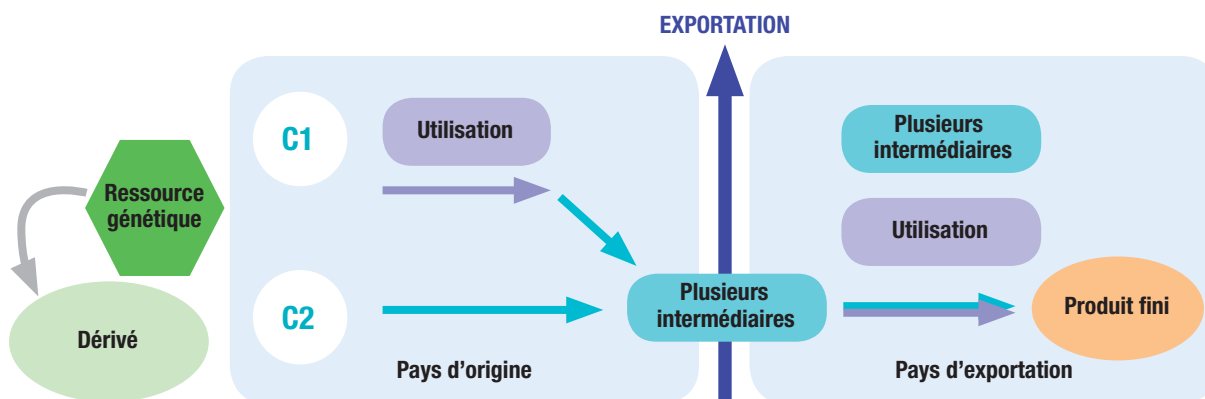 EXPORTATION
C1
Utilisation
Plusieurs
intermédiaires
Ressource
génétique
Utilisation
C2
Plusieurs
intermédiaires
Produit fini
Dérivé
Pays d’origine
Pays d’exportation